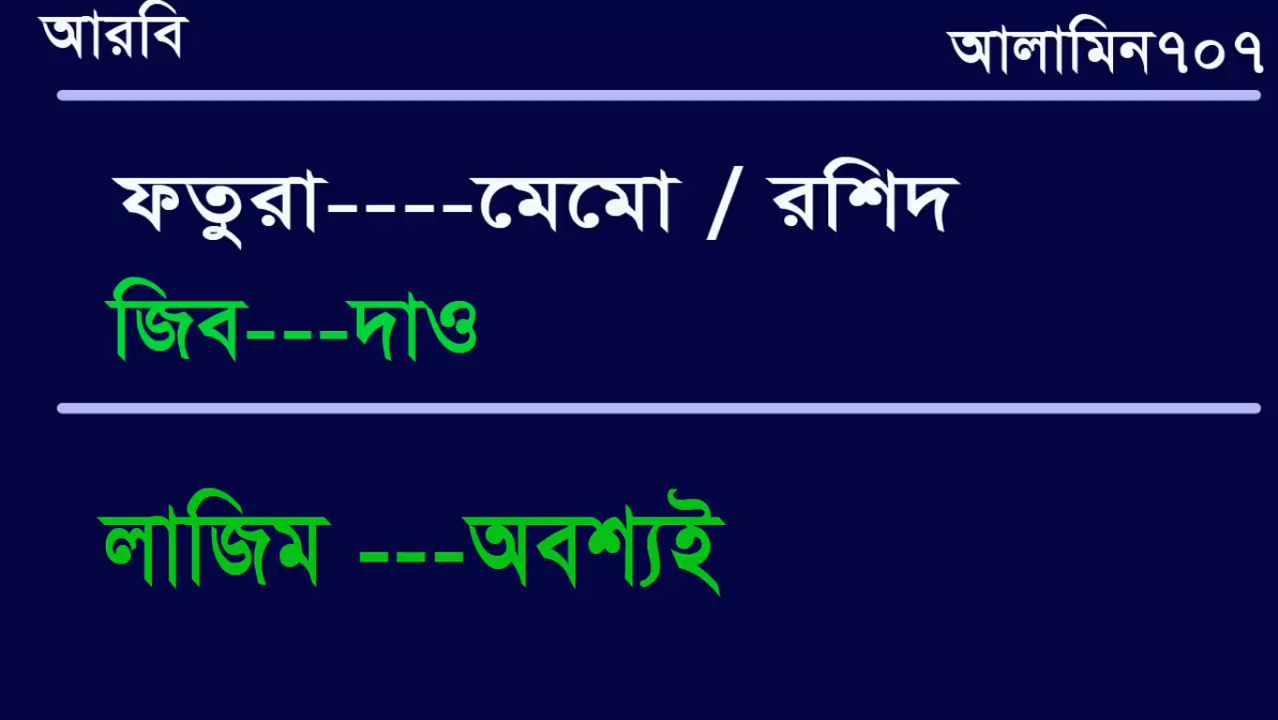 আরবি
আলামিন৭০৭
ফতুরা----মেমো / রশিদ
জিব---দাও
লাজিম ---অবশ্যই